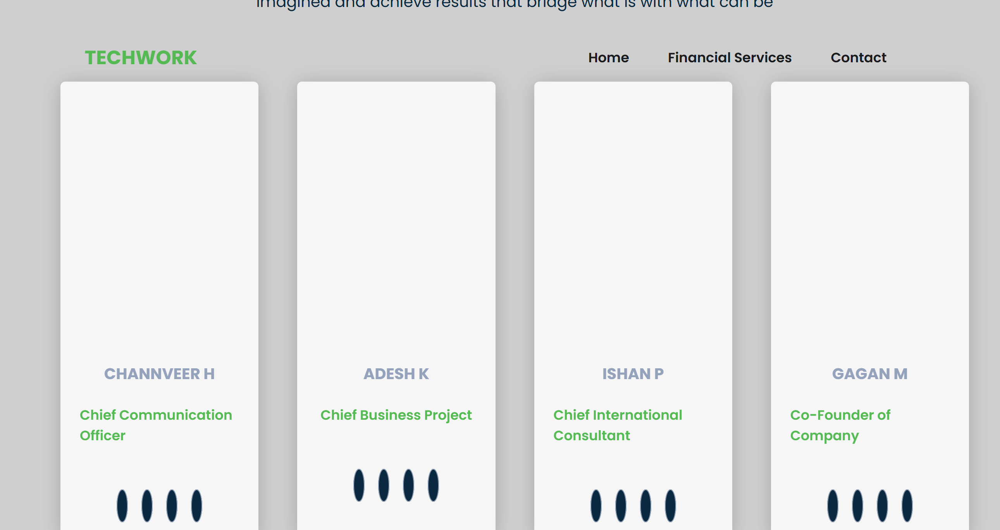 imagined and achieve results that bridge what is with what can be
TECHWORK
Home Financial Services Contact
CHANNVEER H
Chief Communication
Officer
ADESH K
Chief Business Project
ISHAN P
Chief International
Consultant
GAGAN M
Co-Founder of
Company